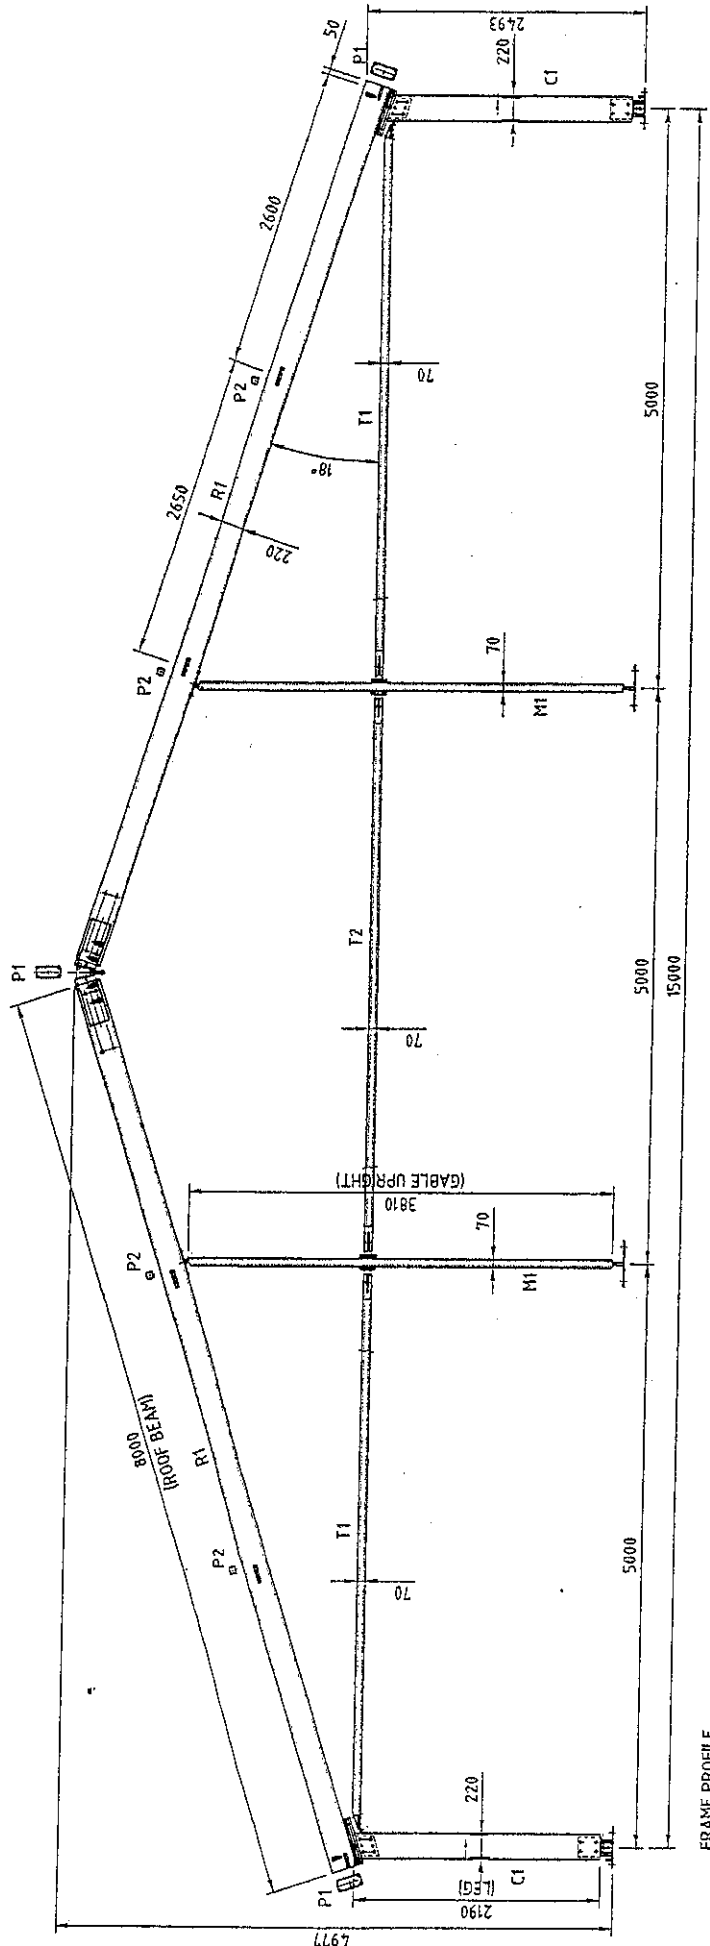 50
P1
2493
220
C1
2600
P2
T1
70
5000
R1
18°
2650
220
P2
70
M1
P1
T2
70
5000
15000
3810
(GABLE UPRIGHT)
P2
70
M1
8000
(ROOF BEAM)
R1
P2
T1
70
5000
P1
220
C1
2190
(LEG)
4977
FRAME PROFILE